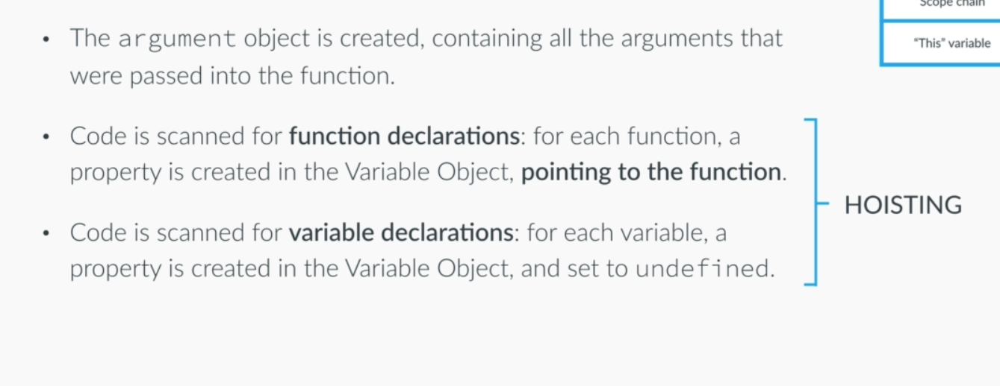 Scope chain
"This" variable
• The argument object is created, containing all the arguments that
were passed into the function.
• Code is scanned for function declarations: for each function, a
property is created in the Variable Object, pointing to the function.
HOISTING
• Code is scanned for variable declarations: for each variable, a
property is created in the Variable Object, and set to undefined.